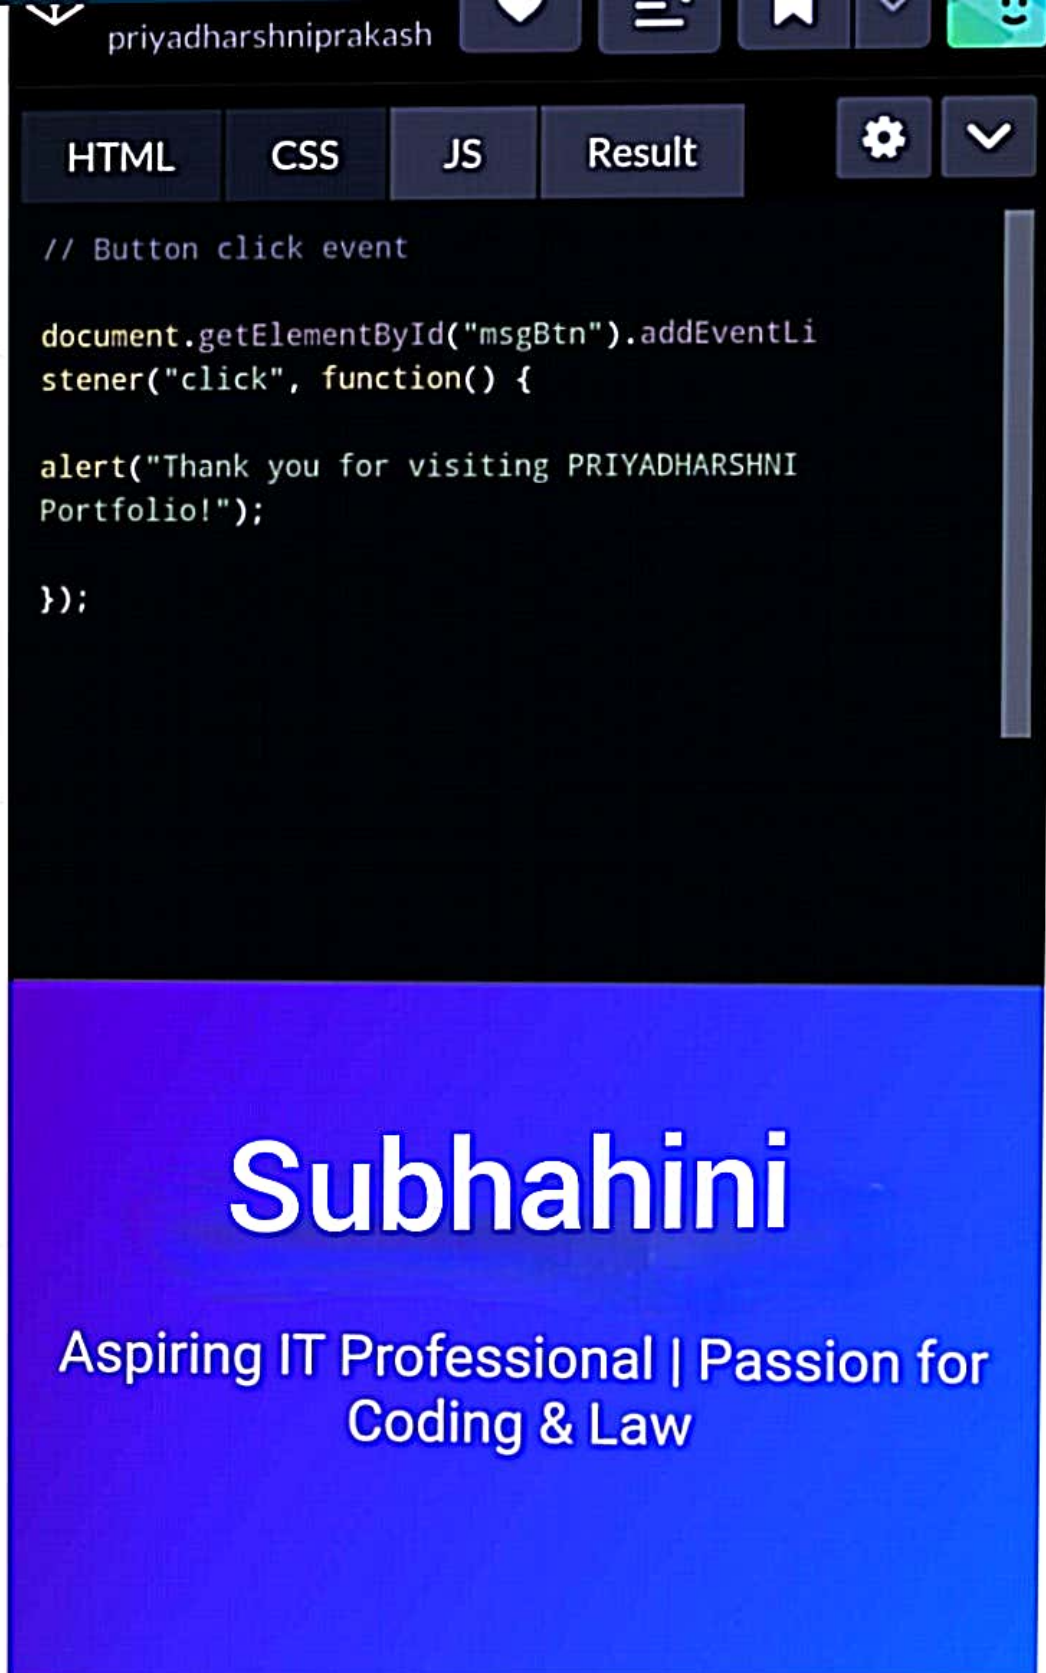 priyadharshniprakash
HTML CSS JS Result
// Button click event
document.getElementById("msgBtn").addEventLi
stener("click", function() {
alert("Thank you for visiting PRIYADHARSHNI
Portfolio!");
});
Subhahini
Aspiring IT Professional | Passion for
Coding & Law